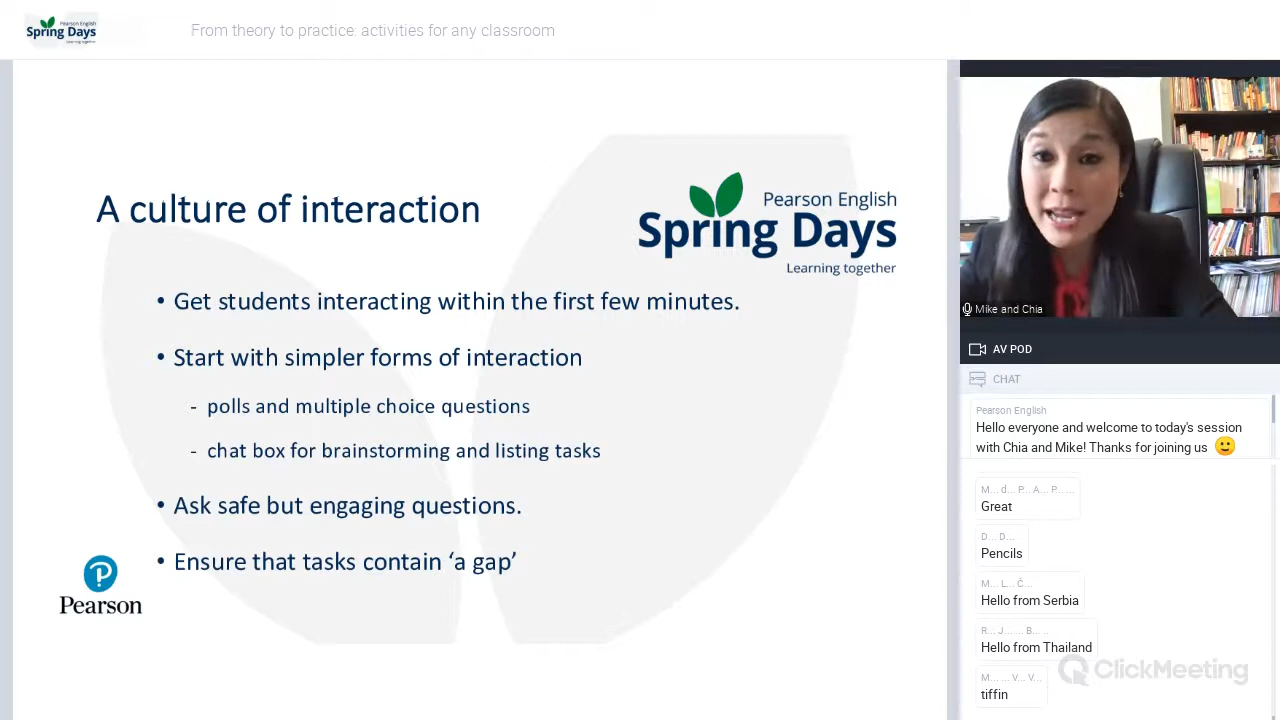 Pearson English
Spring Days
Learning together
From theory to practice: activities for any classroom
A culture of interaction
Pearson English
Spring Days
Learning together
• Get students interacting within the first few minutes.
• Start with simpler forms of interaction
- polls and multiple choice questions
- chat box for brainstorming and listing tasks
• Ask safe but engaging questions.
• Ensure that tasks contain ‘a gap’
Pearson
Mike and Chia
AV POD
CHAT
Pearson English
Hello everyone and welcome to today's session
with Chia and Mike! Thanks for joining us 🙂
M... d... P... A... P... ...
Great
D... D...
Pencils
M... L... Č...
Hello from Serbia
R... J... ... B... ..
Hello from Thailand
M... ... V... V...
tiffin
ClickMeeting